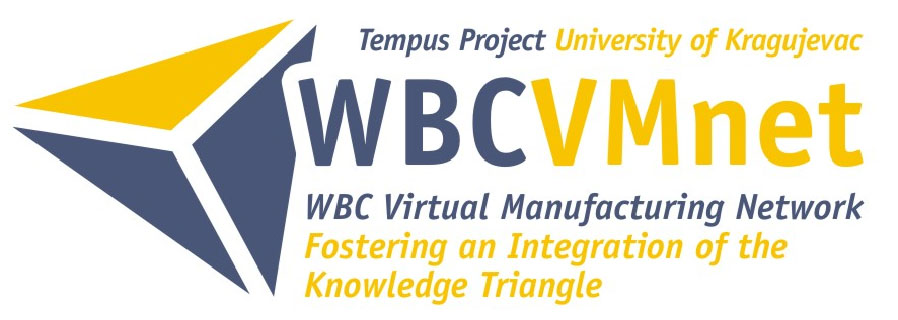 Tempus Project University of Kragujevac
WBCVMnet
WBC Virtual Manufacturing Network
Fostering an Integration of the
Knowledge Triangle